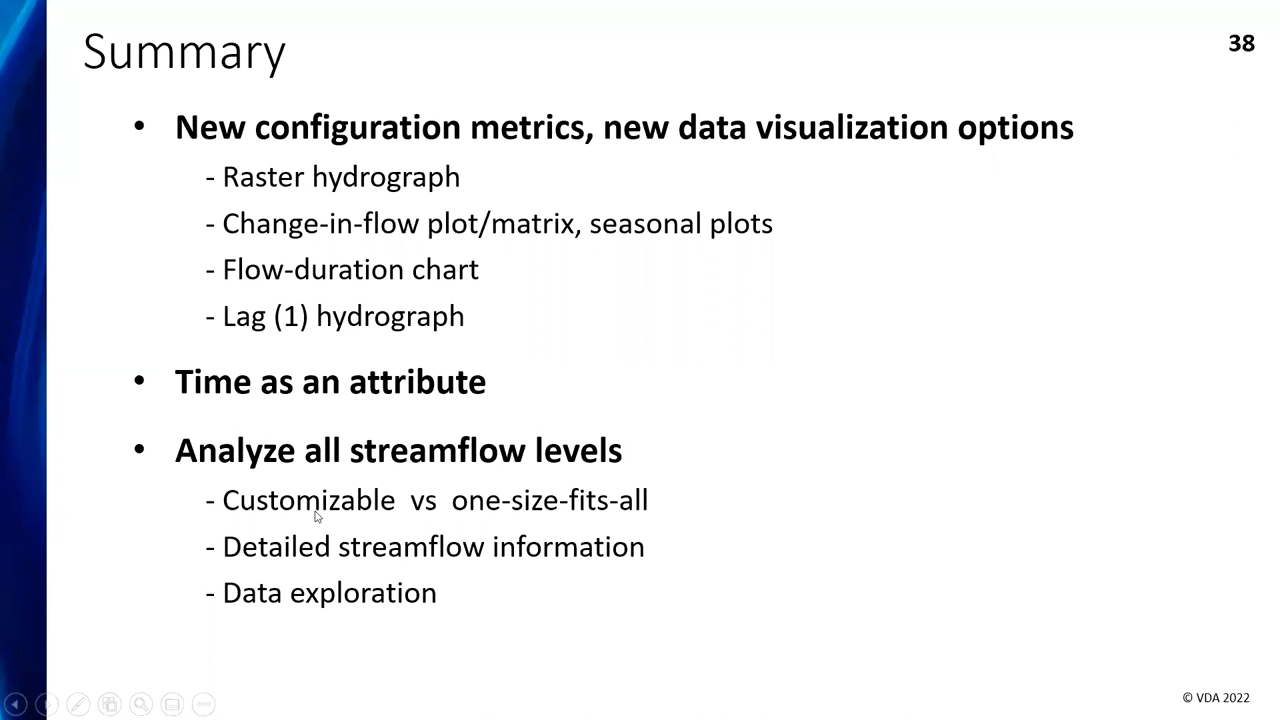 Summary
38
• New configuration metrics, new data visualization options
- Raster hydrograph
- Change-in-flow plot/matrix, seasonal plots
- Flow-duration chart
- Lag (1) hydrograph
• Time as an attribute
• Analyze all streamflow levels
- Customizable vs one-size-fits-all
- Detailed streamflow information
- Data exploration
© VDA 2022